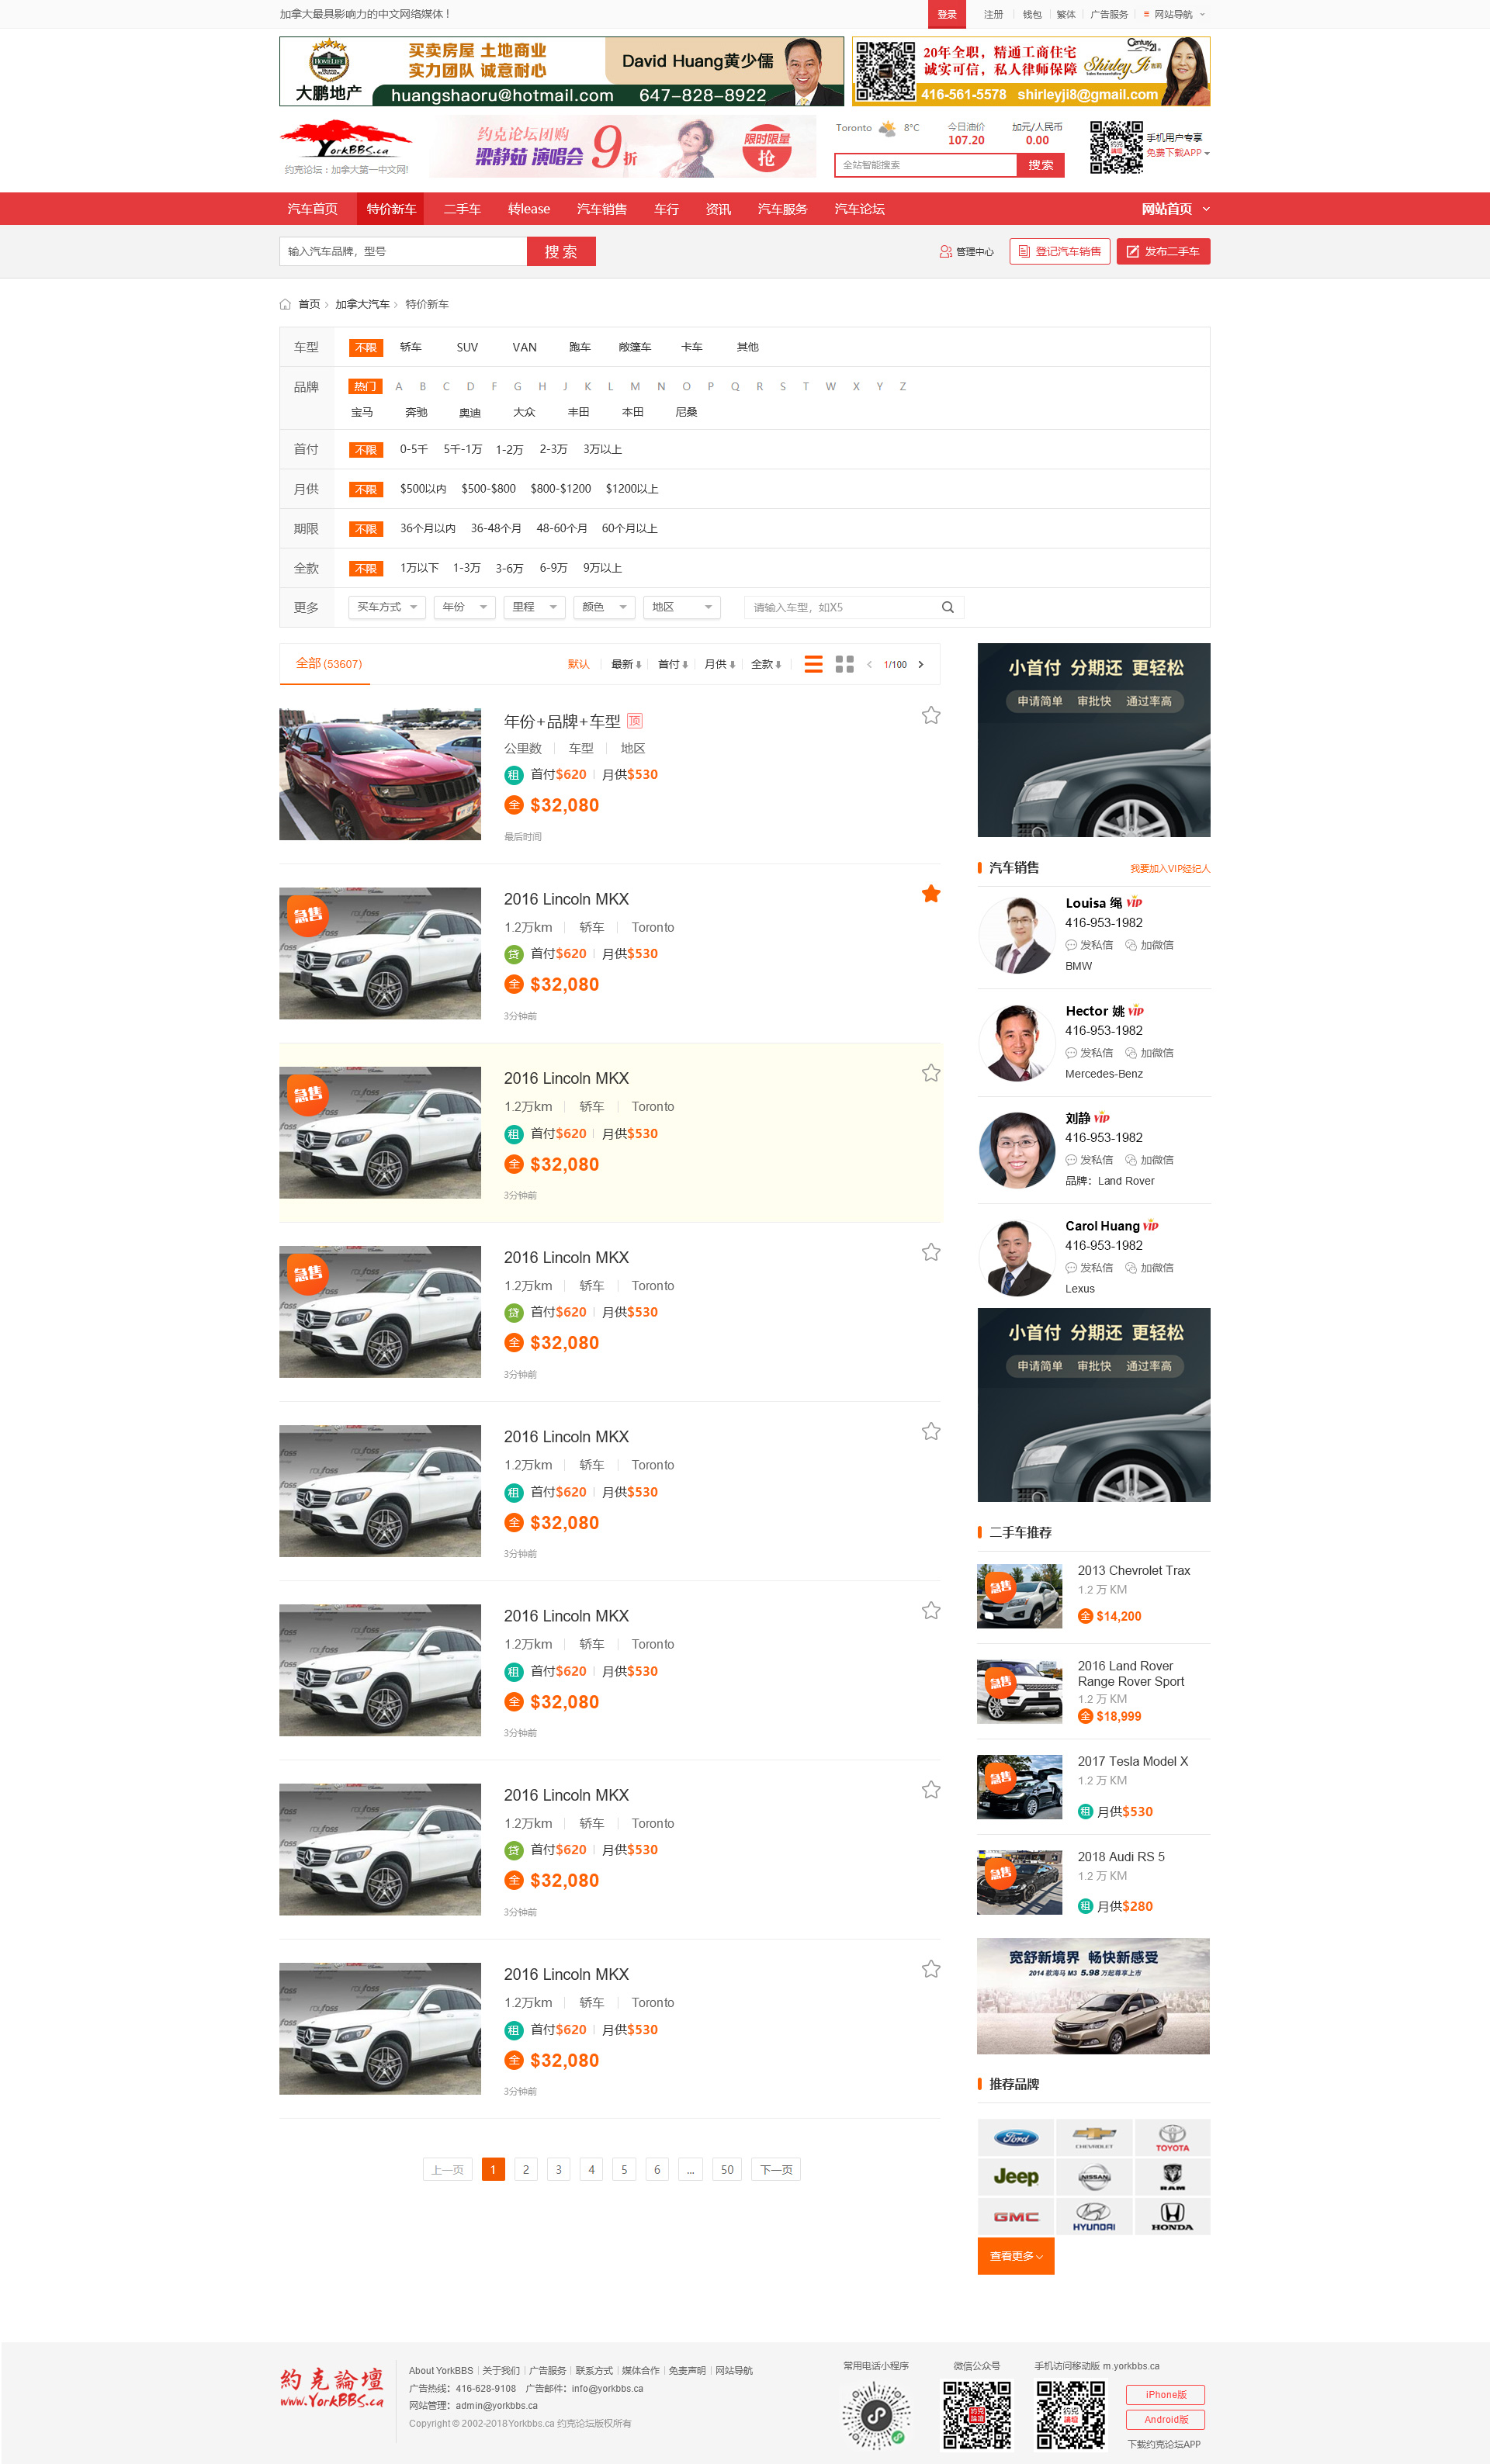 加拿大最具影响力的中文网络媒体！
登录 注册 钱包 繁体 广告服务 网站导航
HOMELIFE
大鹏地产
买卖房屋 土地商业
实力团队 诚意耐心
David Huang黄少儒
huangshaoru@hotmail.com 647-828-8922
20年全职，精通工商住宅
诚实可信，私人律师保障
416-561-5578 shirleyji8@gmail.com
Century 21
Shirley Ji
YorkBBS.ca
约克论坛：加拿大第一中文网!
约克论坛团购
梁静茹 演唱会 9折
限时限量
抢
Toronto 8°C
今日油价
107.20
加元/人民币
0.00
全站智能搜索 搜索
手机用户专享
免费下载APP
汽车首页 特价新车 二手车 转lease 汽车销售 车行 资讯 汽车服务 汽车论坛 网站首页
输入汽车品牌，型号 搜 索
管理中心 登记汽车销售 发布二手车
首页 > 加拿大汽车 > 特价新车
车型 不限 轿车 SUV VAN 跑车 敞篷车 卡车 其他
品牌 热门 A B C D F G H J K L M N O P Q R S T W X Y Z
宝马 奔驰 奥迪 大众 丰田 本田 尼桑
首付 不限 0-5千 5千-1万 1-2万 2-3万 3万以上
月供 不限 $500以内 $500-$800 $800-$1200 $1200以上
期限 不限 36个月以内 36-48个月 48-60个月 60个月以上
全款 不限 1万以下 1-3万 3-6万 6-9万 9万以上
更多 买车方式 年份 里程 颜色 地区 请输入车型，如X5
全部 (53607) 默认 最新 首付 月供 全款 1/100
年份+品牌+车型 顶
公里数 车型 地区
租 首付$620 月供$530
全 $32,080
最后时间
急售
2016 Lincoln MKX
1.2万km 轿车 Toronto
贷 首付$620 月供$530
全 $32,080
3分钟前
急售
2016 Lincoln MKX
1.2万km 轿车 Toronto
租 首付$620 月供$530
全 $32,080
3分钟前
急售
2016 Lincoln MKX
1.2万km 轿车 Toronto
贷 首付$620 月供$530
全 $32,080
3分钟前
2016 Lincoln MKX
1.2万km 轿车 Toronto
租 首付$620 月供$530
全 $32,080
3分钟前
2016 Lincoln MKX
1.2万km 轿车 Toronto
租 首付$620 月供$530
全 $32,080
3分钟前
2016 Lincoln MKX
1.2万km 轿车 Toronto
贷 首付$620 月供$530
全 $32,080
3分钟前
2016 Lincoln MKX
1.2万km 轿车 Toronto
租 首付$620 月供$530
全 $32,080
3分钟前
上一页 1 2 3 4 5 6 ... 50 下一页
小首付 分期还 更轻松
申请简单 审批快 通过率高
汽车销售 我要加入VIP经纪人
Louisa 绳 vip
416-953-1982
发私信 加微信
BMW
Hector 姚 vip
416-953-1982
发私信 加微信
Mercedes-Benz
刘静 vip
416-953-1982
发私信 加微信
品牌：Land Rover
Carol Huang vip
416-953-1982
发私信 加微信
Lexus
小首付 分期还 更轻松
申请简单 审批快 通过率高
二手车推荐
急售
2013 Chevrolet Trax
1.2 万 KM
全 $14,200
急售
2016 Land Rover
Range Rover Sport
1.2 万 KM
全 $18,999
急售
2017 Tesla Model X
1.2 万 KM
租 月供$530
急售
2018 Audi RS 5
1.2 万 KM
租 月供$280
宽舒新境界 畅快新感受
2014 款海马 M3 5.98 万起尊享上市
推荐品牌
Ford CHEVROLET TOYOTA
Jeep NISSAN RAM
GMC HYUNDAI HONDA
查看更多
約克論壇
www.YorkBBS.ca
About YorkBBS 关于我们 广告服务 联系方式 媒体合作 免责声明 网站导航
广告热线：416-628-9108 广告邮件：info@yorkbbs.ca
网站管理：admin@yorkbbs.ca
Copyright © 2002-2018 Yorkbbs.ca 约克论坛版权所有
常用电话小程序
微信公众号
手机访问移动版 m.yorkbbs.ca
iPhone版
Android版
下载约克论坛APP